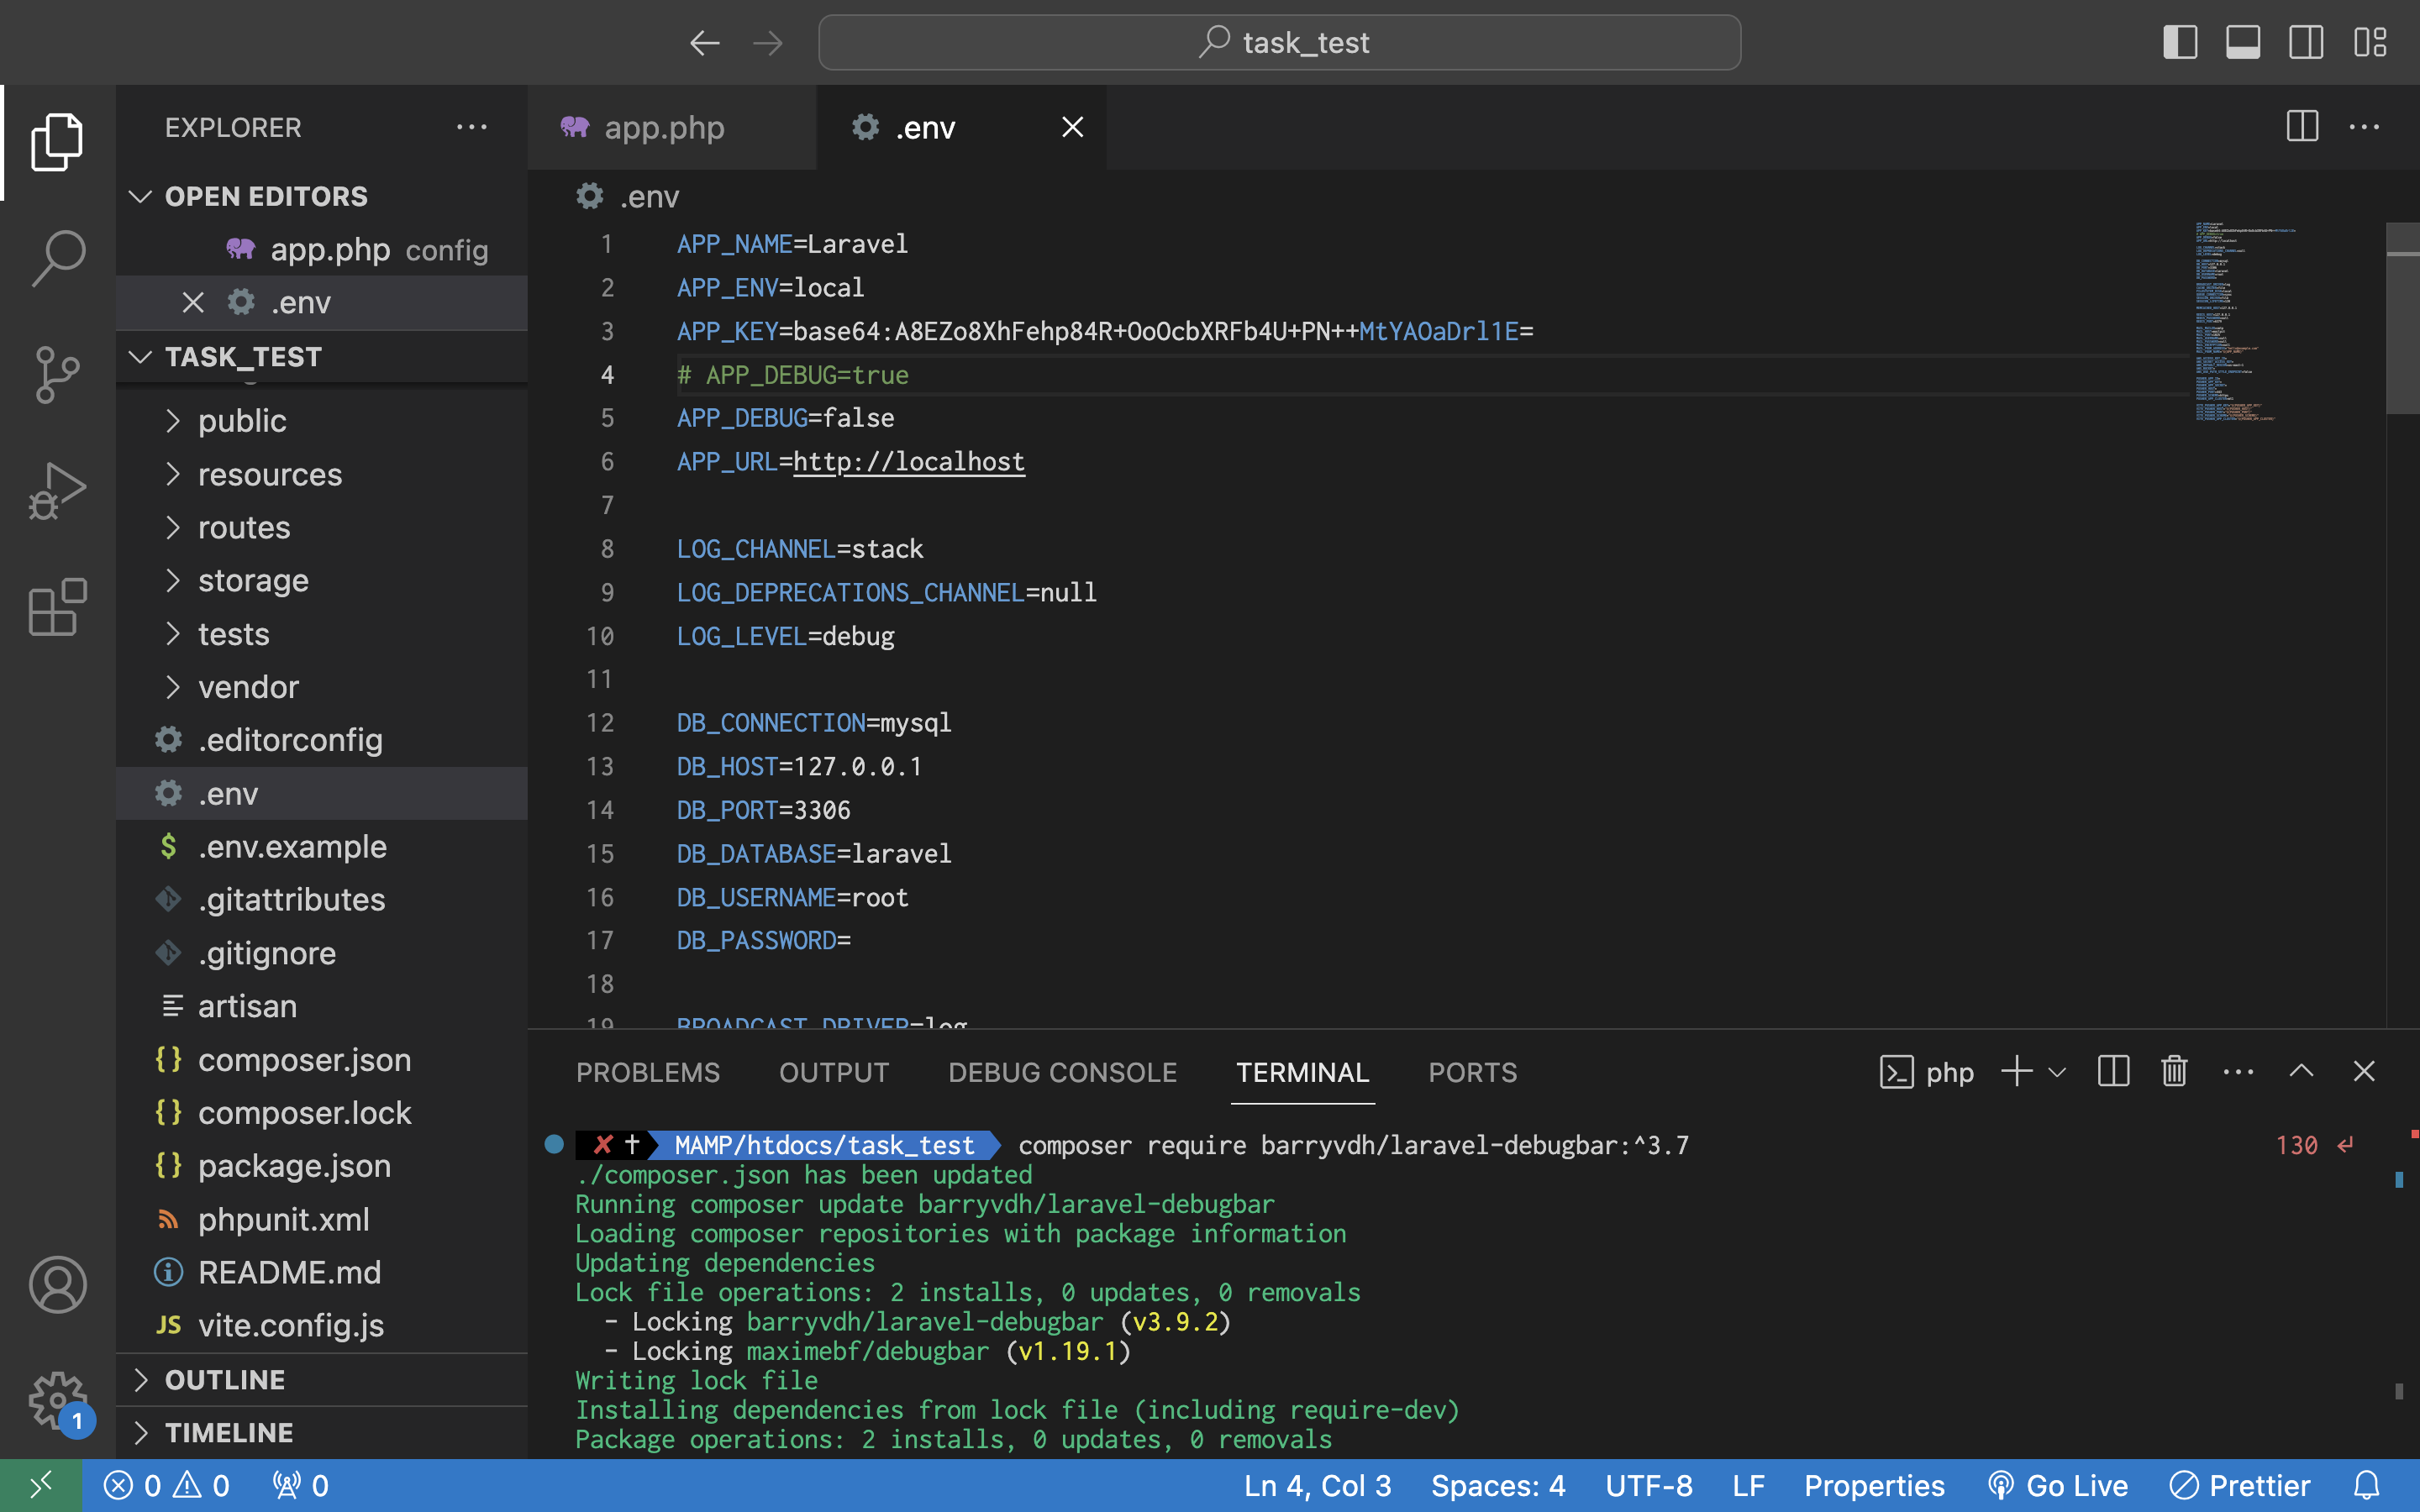 task_test
EXPLORER
OPEN EDITORS
app.php config
.env
TASK_TEST
public
resources
routes
storage
tests
vendor
.editorconfig
.env
.env.example
.gitattributes
.gitignore
artisan
composer.json
composer.lock
package.json
phpunit.xml
README.md
JS vite.config.js
OUTLINE
TIMELINE
1
app.php
.env
.env
1 APP_NAME=Laravel
2 APP_ENV=local
3 APP_KEY=base64:A8EZo8XhFehp84R+OoOcbXRFb4U+PN++MtYAOaDrl1E=
4 # APP_DEBUG=true
5 APP_DEBUG=false
6 APP_URL=http://localhost
7
8 LOG_CHANNEL=stack
9 LOG_DEPRECATIONS_CHANNEL=null
10 LOG_LEVEL=debug
11
12 DB_CONNECTION=mysql
13 DB_HOST=127.0.0.1
14 DB_PORT=3306
15 DB_DATABASE=laravel
16 DB_USERNAME=root
17 DB_PASSWORD=
18
19 BROADCAST_DRIVER=log
PROBLEMS OUTPUT DEBUG CONSOLE TERMINAL PORTS php
✘ † MAMP/htdocs/task_test composer require barryvdh/laravel-debugbar:^3.7 130 ↵
./composer.json has been updated
Running composer update barryvdh/laravel-debugbar
Loading composer repositories with package information
Updating dependencies
Lock file operations: 2 installs, 0 updates, 0 removals
- Locking barryvdh/laravel-debugbar (v3.9.2)
- Locking maximebf/debugbar (v1.19.1)
Writing lock file
Installing dependencies from lock file (including require-dev)
Package operations: 2 installs, 0 updates, 0 removals
0 0 0 Ln 4, Col 3 Spaces: 4 UTF-8 LF Properties Go Live Prettier